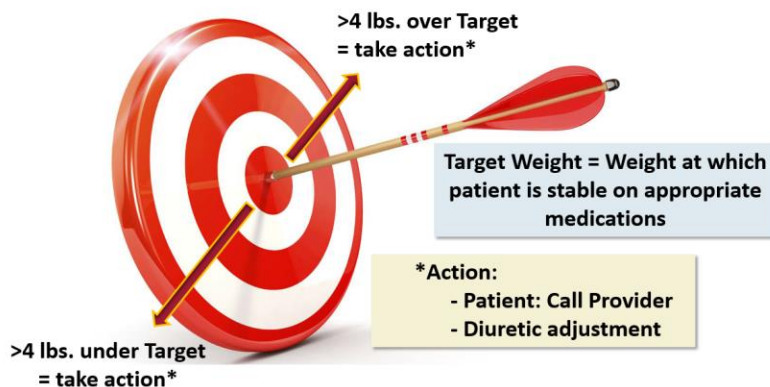 >4 lbs. over Target
= take action*
Target Weight = Weight at which
patient is stable on appropriate
medications
*Action:
- Patient: Call Provider
- Diuretic adjustment
>4 lbs. under Target
= take action*